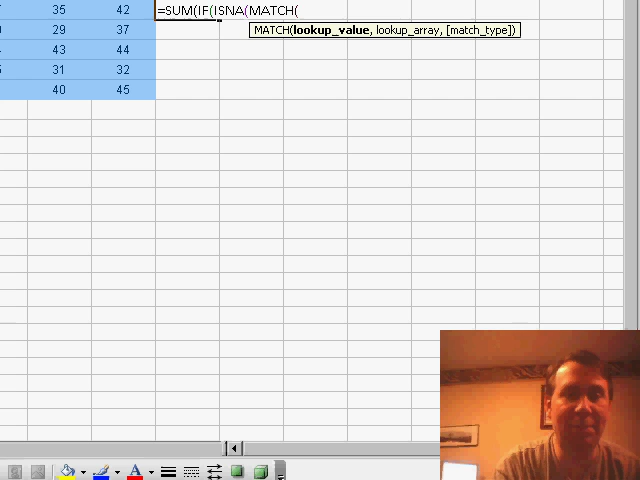 35 42 =SUM(IF(ISNA(MATCH(
29 37 MATCH(lookup_value, lookup_array, [match_type])
43 44
31 32
40 45